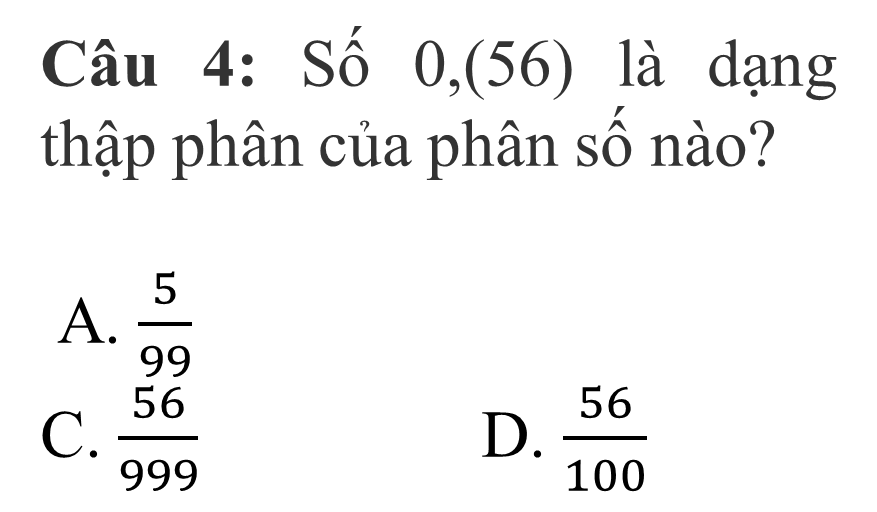 Câu 4: Số 0,(56) là dạng
thập phân của phân số nào?
A. 5/99
C. 56/999 D. 56/100